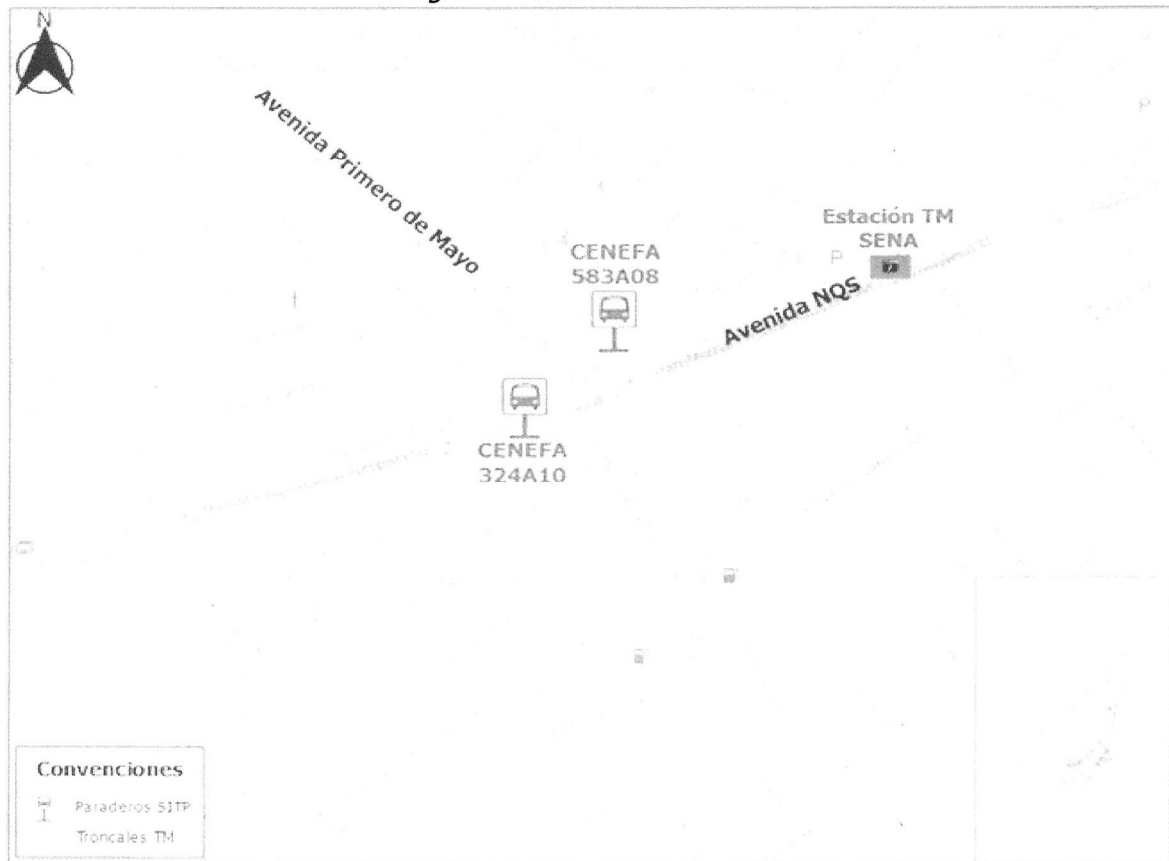 N
Avenida Primero de Mayo
P
Estación TM
SENA
P
CENEFA
583A08
Avenida NQS
CENEFA
324A10
Convenciones
Paraderos SITP
Troncales TM